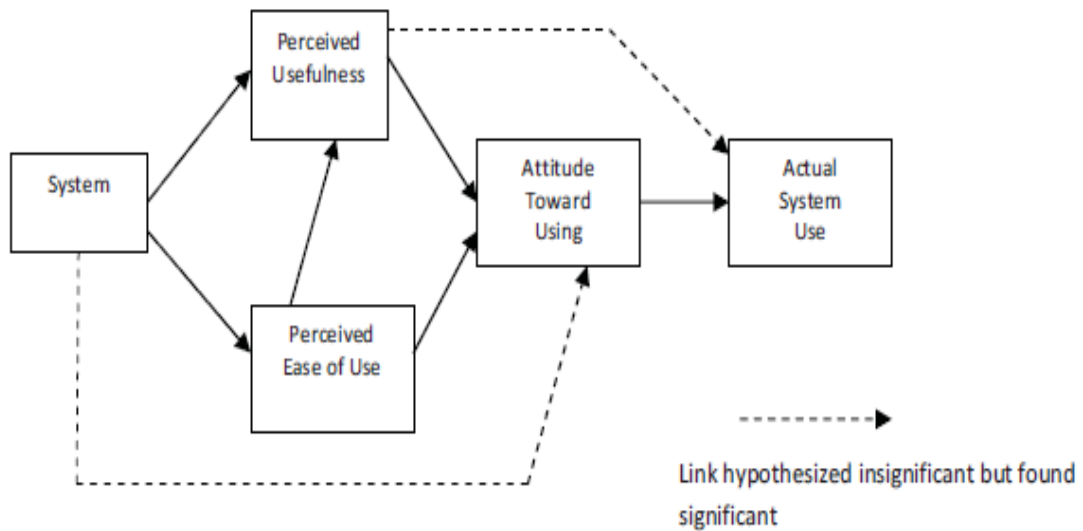 Perceived
Usefulness
System
Attitude
Toward
Using
Actual
System
Use
Perceived
Ease of Use
Link hypothesized insignificant but found
significant